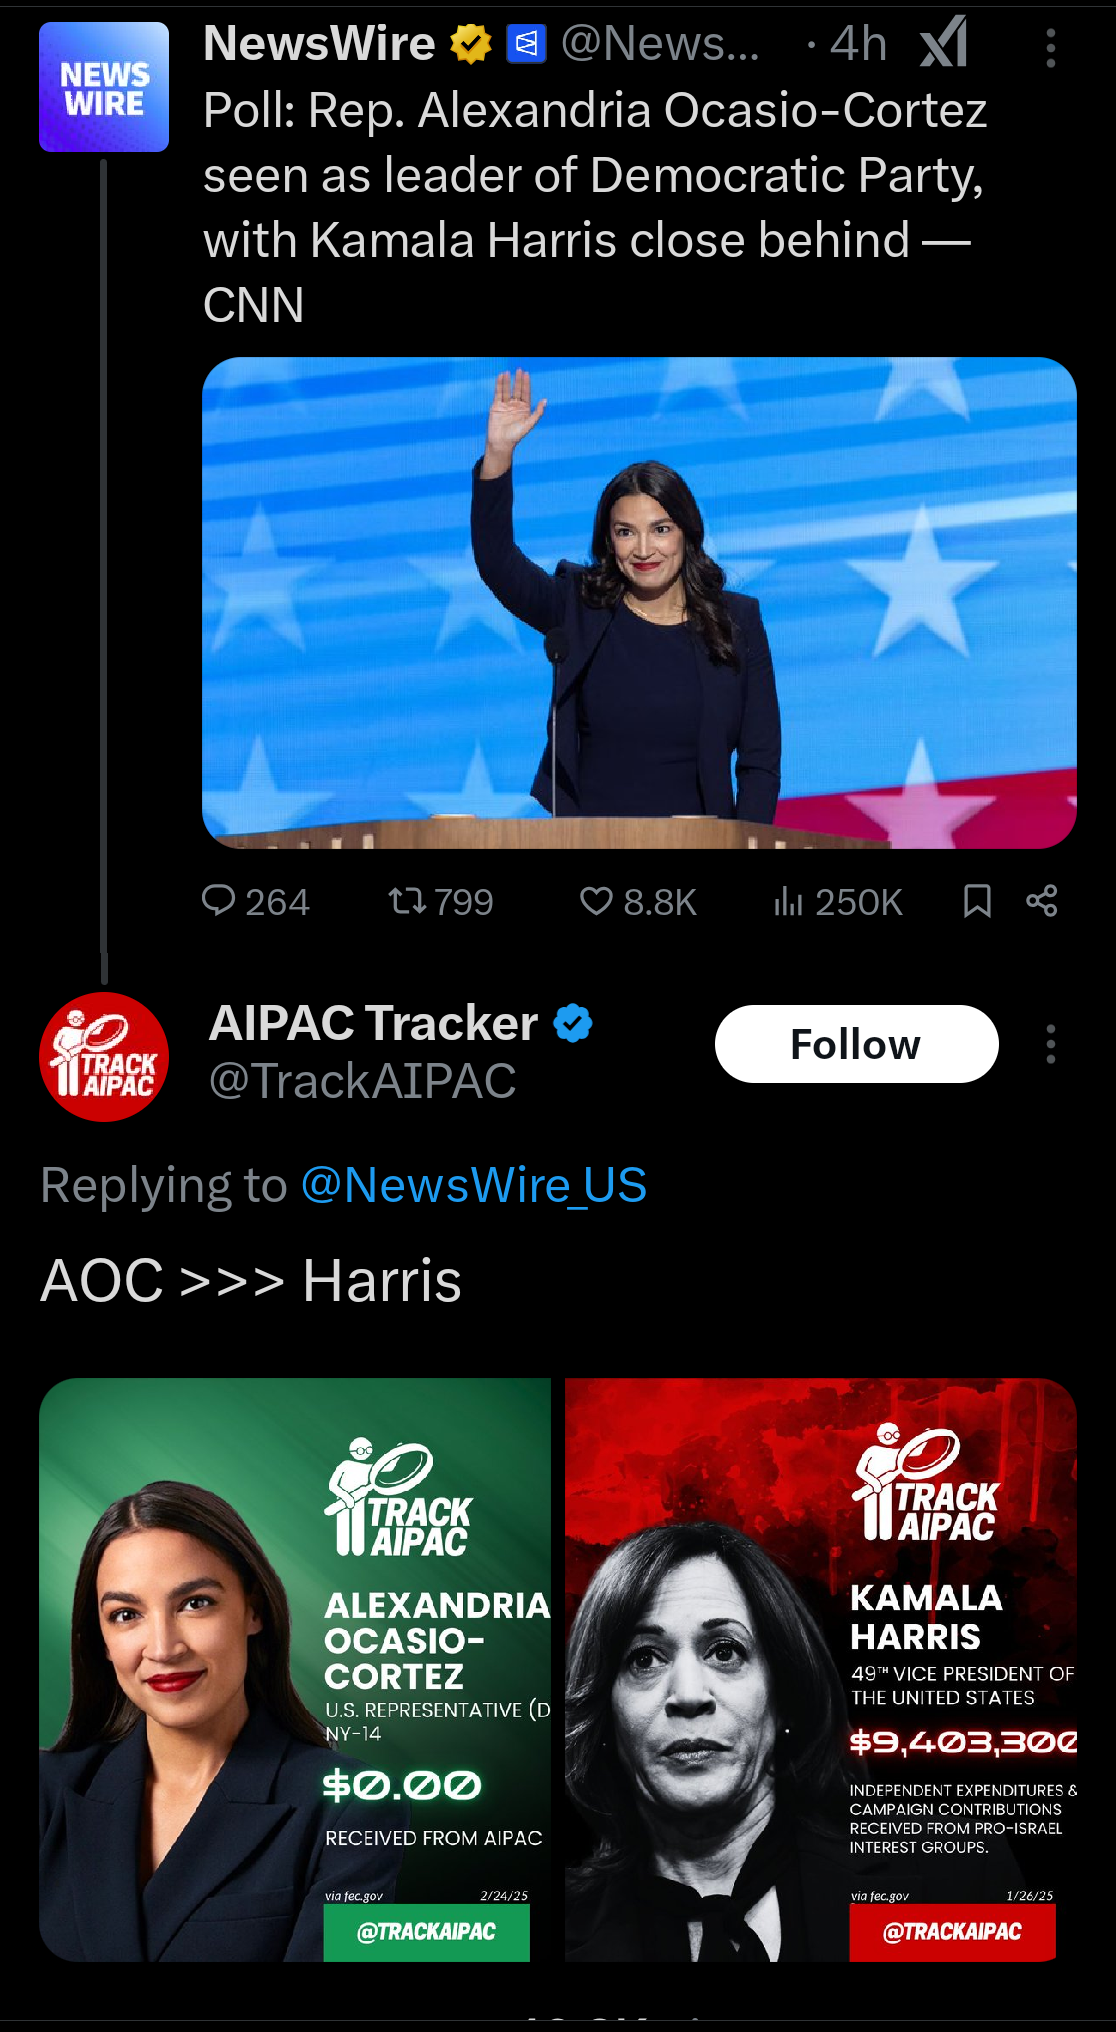 NEWS
WIRE
NewsWire @News... · 4h
Poll: Rep. Alexandria Ocasio-Cortez
seen as leader of Democratic Party,
with Kamala Harris close behind —
CNN
264 799 8.8K 250K
TRACK
AIPAC
AIPAC Tracker
@TrackAIPAC
Follow
Replying to @NewsWire_US
AOC >>> Harris
TRACK
AIPAC
ALEXANDRIA
OCASIO-
CORTEZ
U.S. REPRESENTATIVE (D
NY-14
$0.00
RECEIVED FROM AIPAC
via fec.gov 2/24/25
@TRACKAIPAC
TRACK
AIPAC
KAMALA
HARRIS
49TH VICE PRESIDENT OF
THE UNITED STATES
$9,403,300
INDEPENDENT EXPENDITURES &
CAMPAIGN CONTRIBUTIONS
RECEIVED FROM PRO-ISRAEL
INTEREST GROUPS.
via fec.gov 1/26/25
@TRACKAIPAC